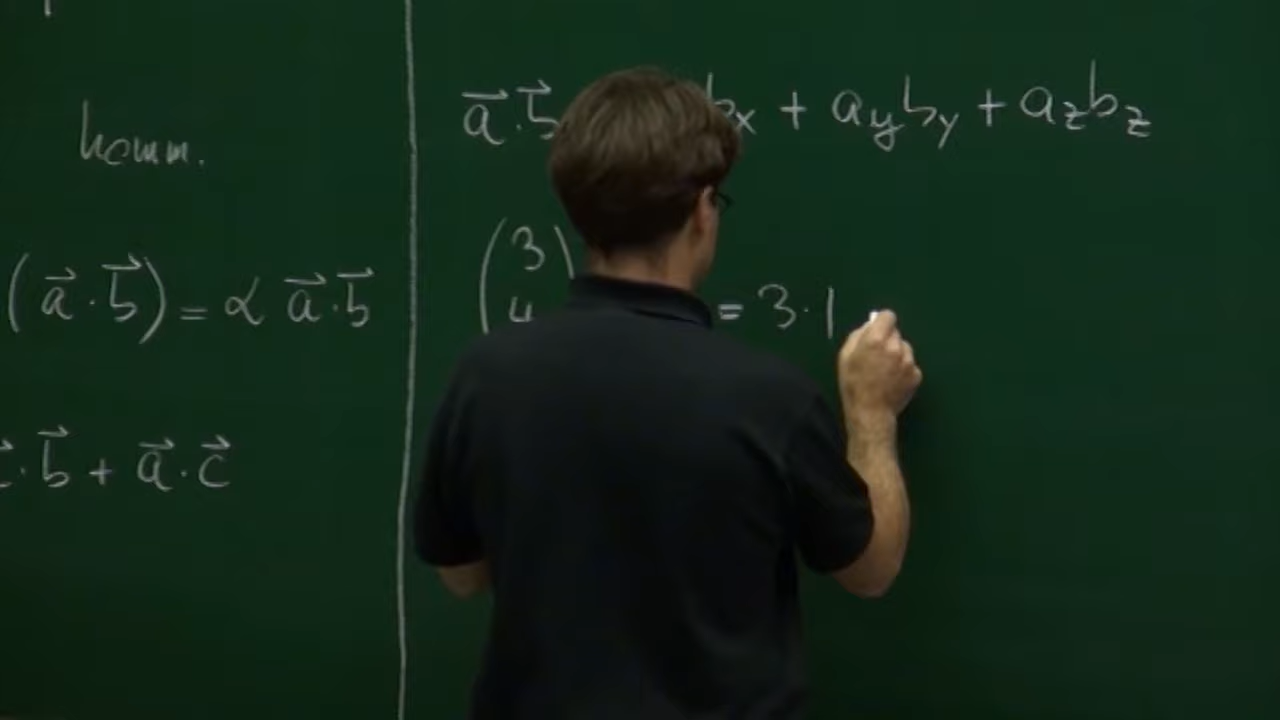 komm.
(a⃗·b⃗) = α a⃗·b⃗
·b⃗ + a⃗·c⃗
a⃗·b⃗ bₓ + a_y b_y + a_z b_z
(3
4 = 3·1